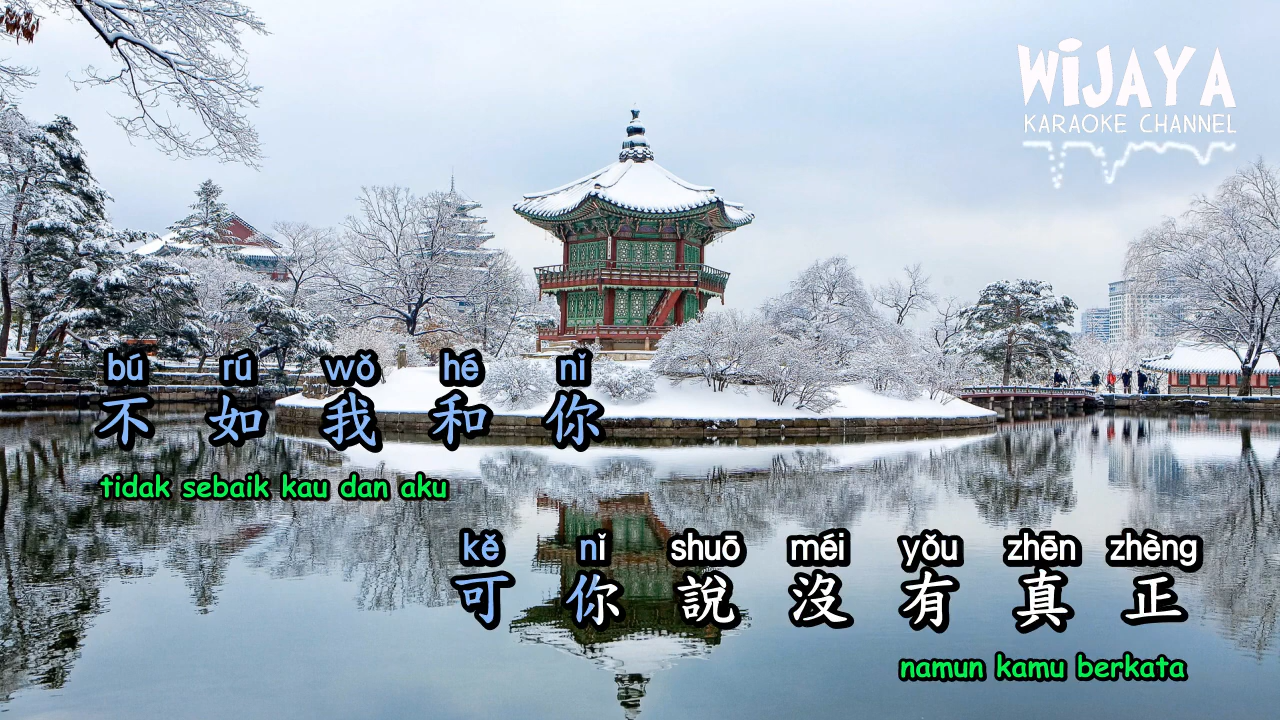 WiJAYA
KARAOKE CHANNEL
bú rú wǒ hé nǐ
不如我和你
tidak sebaik kau dan aku
kě nǐ shuō méi yǒu zhēn zhèng
可你說沒有真正
namun kamu berkata